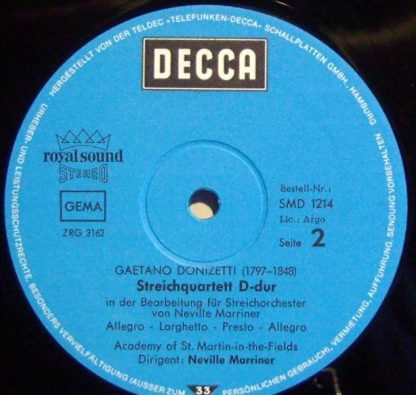 HERGESTELLT VON DER TELDEC »TELEFUNKEN-DECCA« SCHALLPLATTEN GMBH, HAMBURG
URHEBER- UND LEISTUNGSSCHUTZRECHTE, BESONDERS VERVIELFÄLTIGUNG (AUSSER ZUM PERSÖNLICHEN GEBRAUCH), VERMIETUNG, AUFFÜHRUNG, SENDUNG VORBEHALTEN
DECCA
royal sound
STEREO
GEMA
ZRG 3162
Bestell-Nr.:
SMD 1214
Lic.: Argo
Seite 2
GAETANO DONIZETTI (1797-1848)
Streichquartett D-dur
in der Bearbeitung für Streichorchester
von Neville Marriner
Allegro - Larghetto - Presto - Allegro
Academy of St. Martin-in-the-Fields
Dirigent: Neville Marriner
33